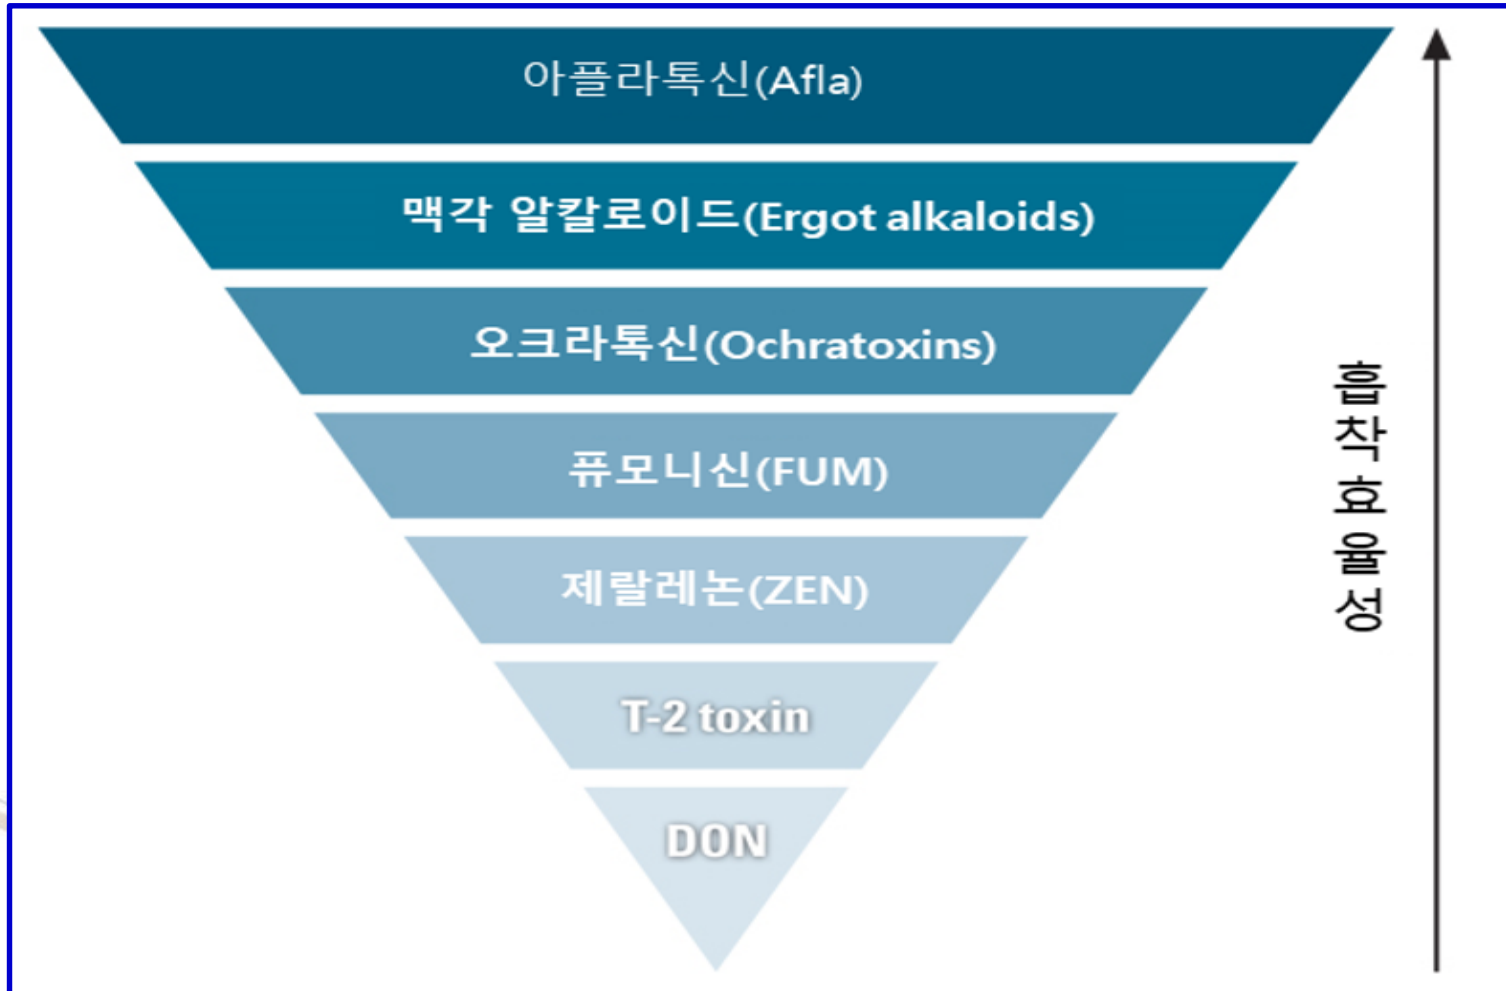 아플라톡신(Afla)
맥각 알칼로이드(Ergot alkaloids)
오크라톡신(Ochratoxins)
퓨모니신(FUM)
제랄레논(ZEN)
T-2 toxin
DON
흡착효율성